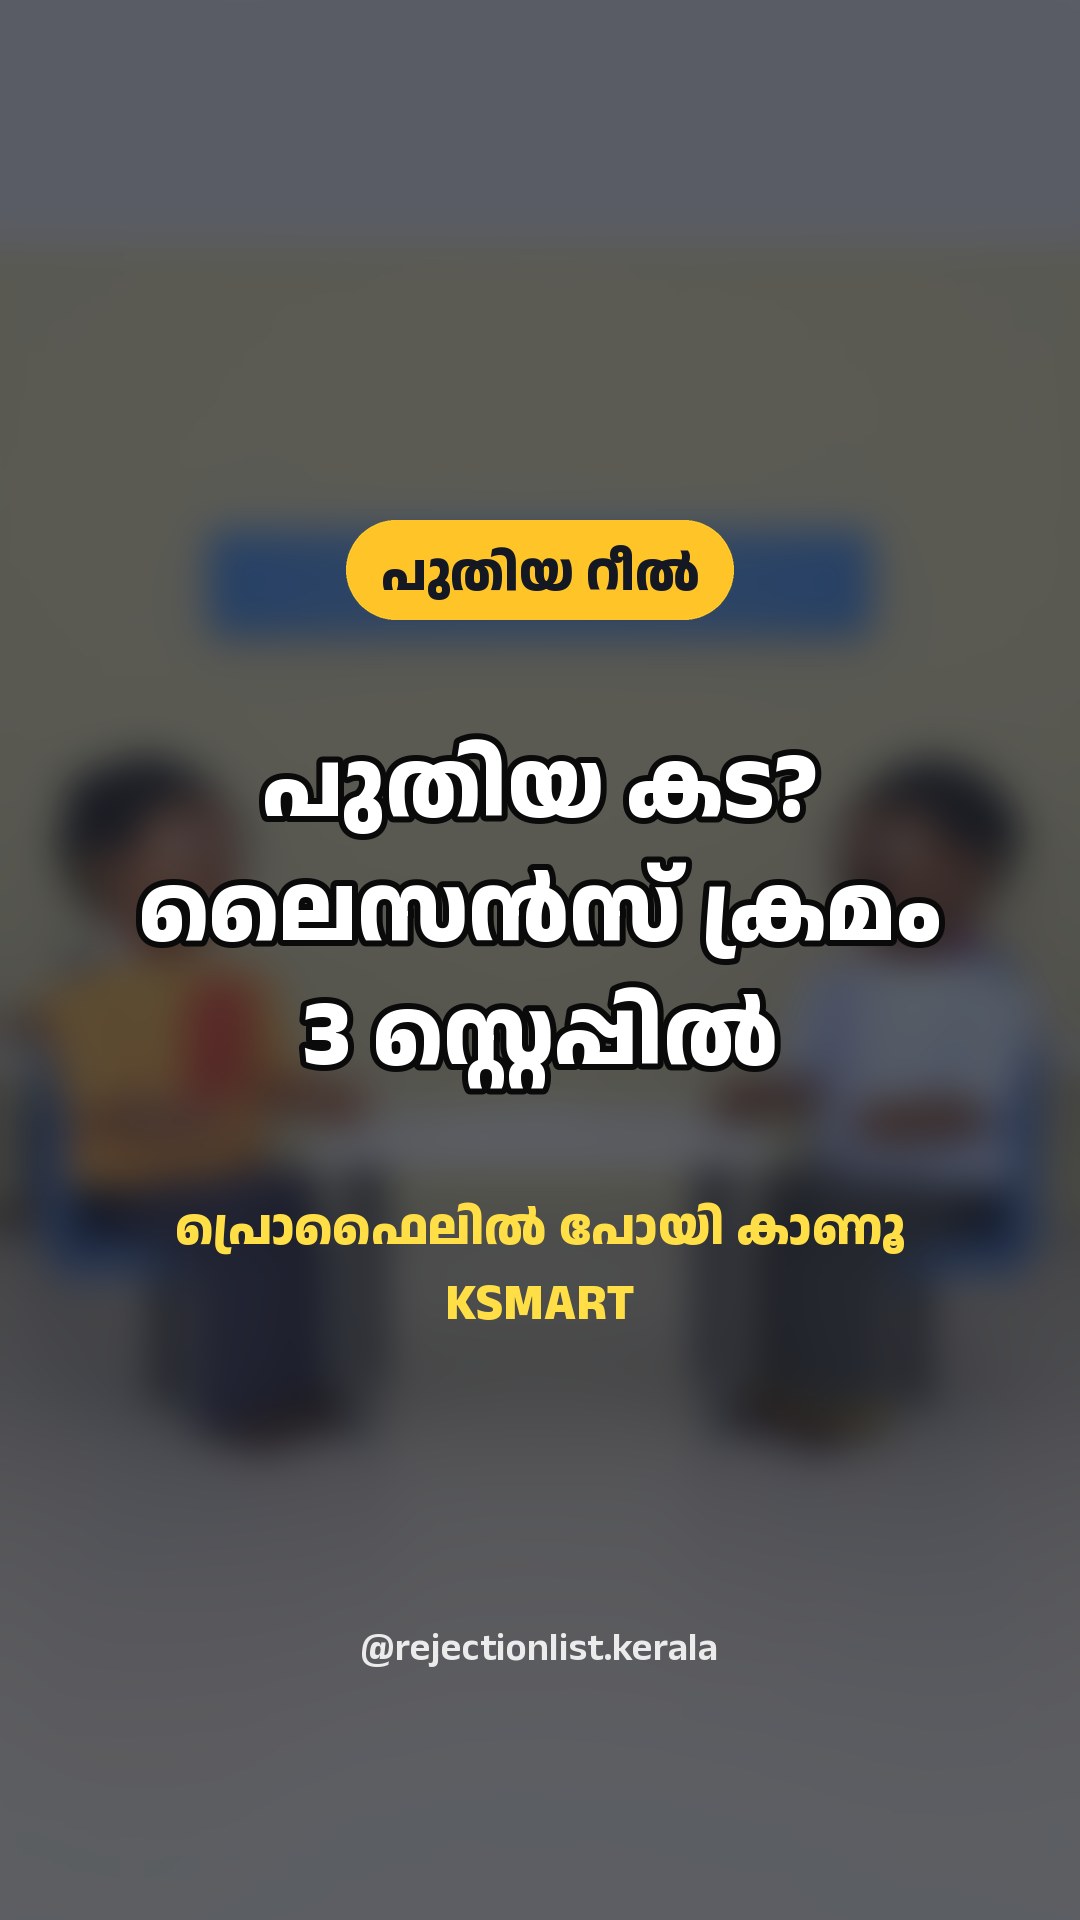 പുതിയ റീൽ
പുതിയ കട?
ലൈസൻസ് ക്രമം
3 സ്റ്റെപ്പിൽ
പ്രൊഫൈലിൽ പോയി കാണൂ
KSMART
@rejectionlist.kerala